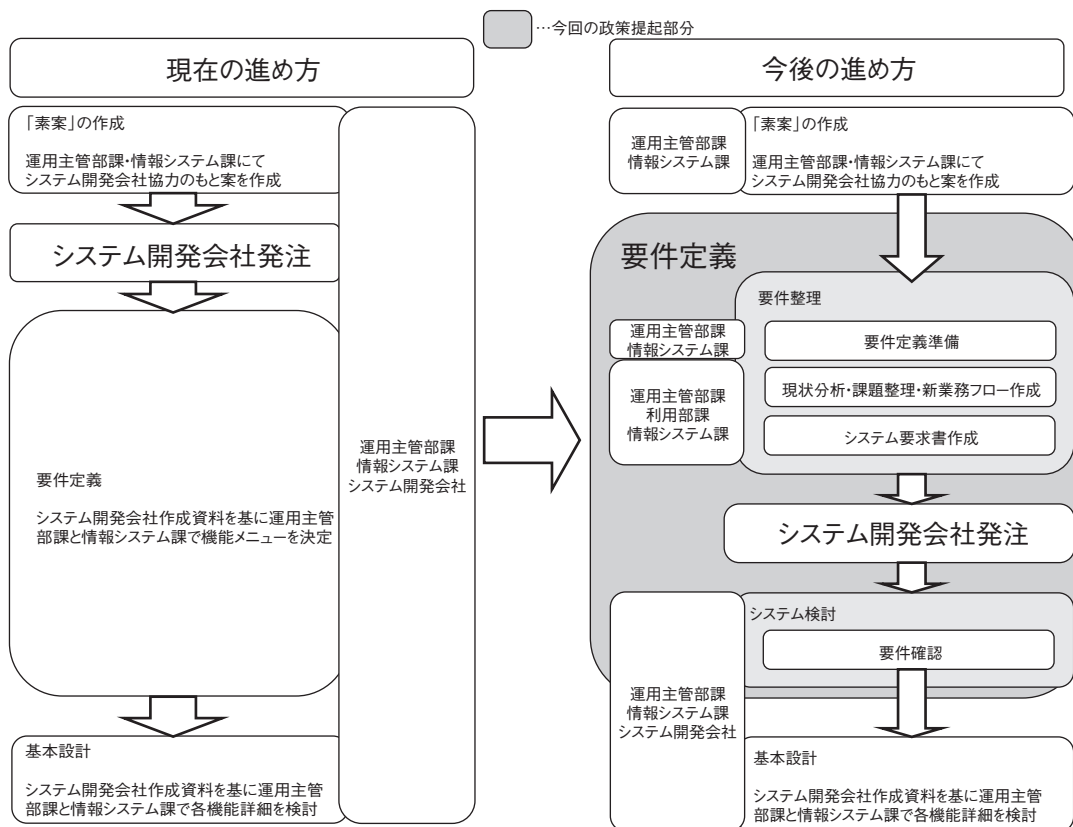 …今回の政策提起部分
現在の進め方
「素案」の作成
運用主管部課・情報システム課にて
システム開発会社協力のもと案を作成
システム開発会社発注
要件定義
システム開発会社作成資料を基に運用主管
部課と情報システム課で機能メニューを決定
基本設計
システム開発会社作成資料を基に運用主管
部課と情報システム課で各機能詳細を検討
運用主管部課
情報システム課
システム開発会社
今後の進め方
運用主管部課
情報システム課
「素案」の作成
運用主管部課・情報システム課にて
システム開発会社協力のもと案を作成
要件定義
要件整理
運用主管部課
情報システム課
要件定義準備
運用主管部課
利用部課
情報システム課
現状分析・課題整理・新業務フロー作成
システム要求書作成
システム開発会社発注
システム検討
要件確認
運用主管部課
情報システム課
システム開発会社
基本設計
システム開発会社作成資料を基に運用主管
部課と情報システム課で各機能詳細を検討